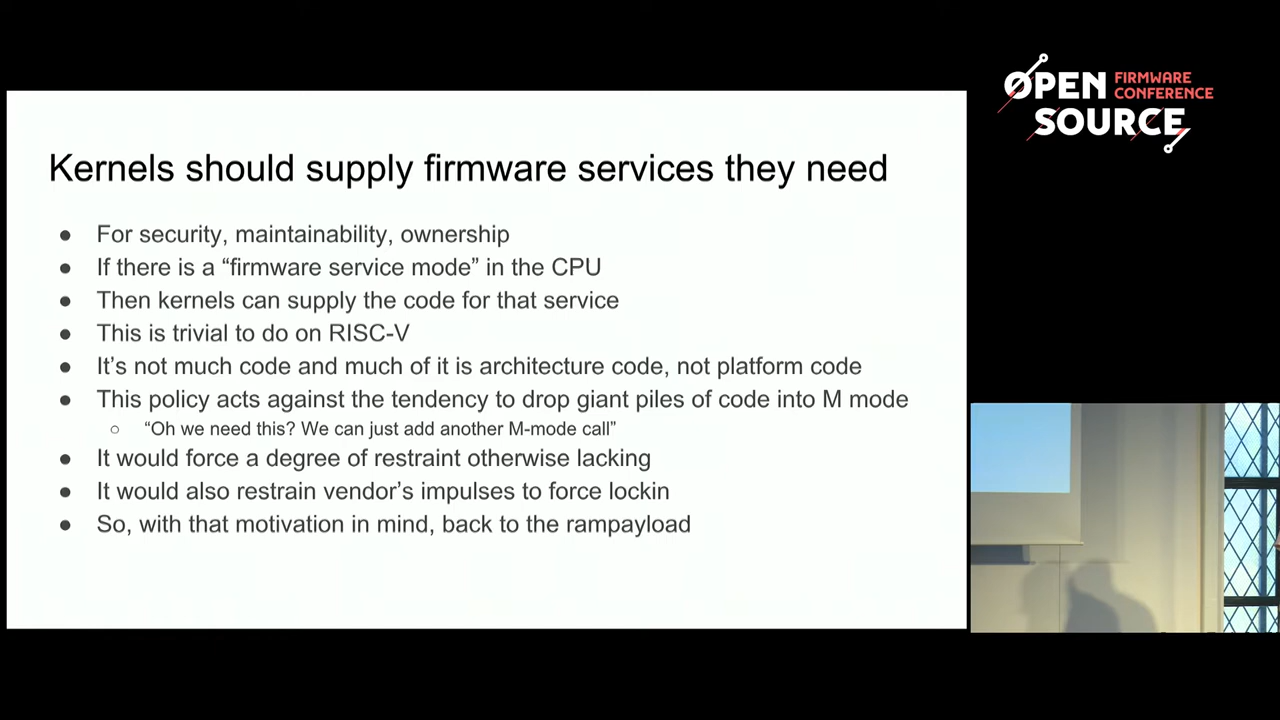 OPEN FIRMWARE
CONFERENCE
SOURCE
Kernels should supply firmware services they need
● For security, maintainability, ownership
● If there is a “firmware service mode” in the CPU
● Then kernels can supply the code for that service
● This is trivial to do on RISC-V
● It’s not much code and much of it is architecture code, not platform code
● This policy acts against the tendency to drop giant piles of code into M mode
○ “Oh we need this? We can just add another M-mode call”
● It would force a degree of restraint otherwise lacking
● It would also restrain vendor’s impulses to force lockin
● So, with that motivation in mind, back to the rampayload